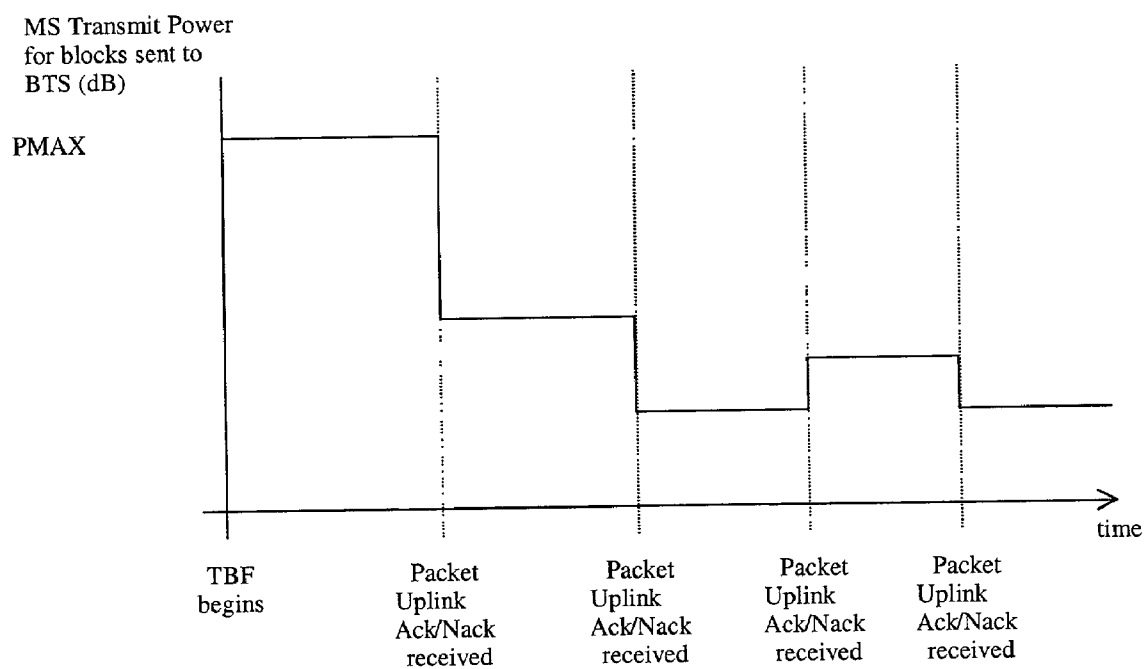 MS Transmit Power
for blocks sent to
BTS (dB)
PMAX
time
TBF
begins
Packet
Uplink
Ack/Nack
received
Packet
Uplink
Ack/Nack
received
Packet
Uplink
Ack/Nack
received
Packet
Uplink
Ack/Nack
received